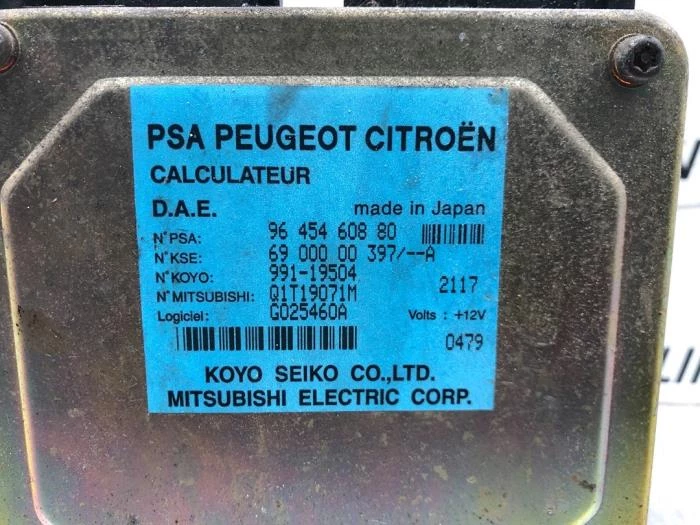 PSA PEUGEOT CITROËN
CALCULATEUR
D.A.E. made in Japan
N°PSA: 96 454 608 80
N°KSE: 69 000 00 397/--A
N°KOYO: 991-19504
N°MITSUBISHI: Q1T19071M 2117
Logiciel: G025460A Volts : +12V
0479
KOYO SEIKO CO.,LTD.
MITSUBISHI ELECTRIC CORP.